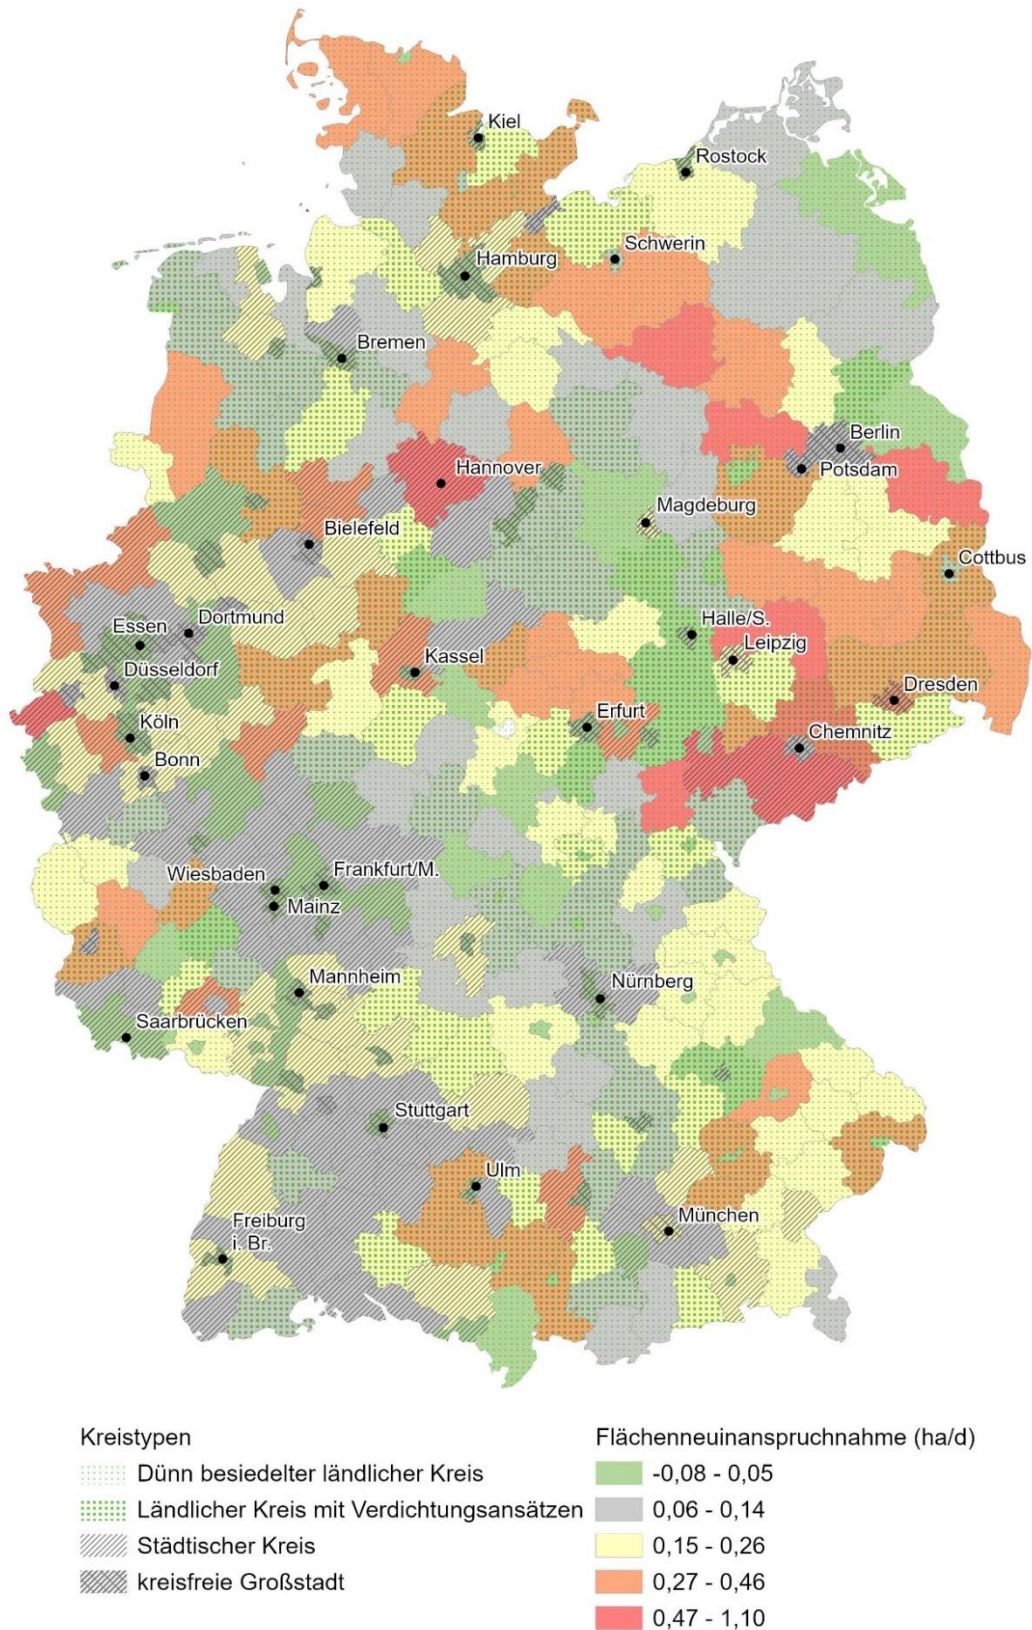 Kiel
Rostock
Schwerin
Hamburg
Bremen
Berlin
Hannover
Potsdam
Magdeburg
Bielefeld
Cottbus
Dortmund
Essen
Halle/S.
Leipzig
Düsseldorf
Kassel
Dresden
Köln
Erfurt
Chemnitz
Bonn
Wiesbaden
Frankfurt/M.
Mainz
Mannheim
Nürnberg
Saarbrücken
Stuttgart
Ulm
Freiburg
i. Br.
München
Kreistypen
Dünn besiedelter ländlicher Kreis
Ländlicher Kreis mit Verdichtungsansätzen
Städtischer Kreis
kreisfreie Großstadt
Flächenneuinanspruchnahme (ha/d)
-0,08 - 0,05
0,06 - 0,14
0,15 - 0,26
0,27 - 0,46
0,47 - 1,10